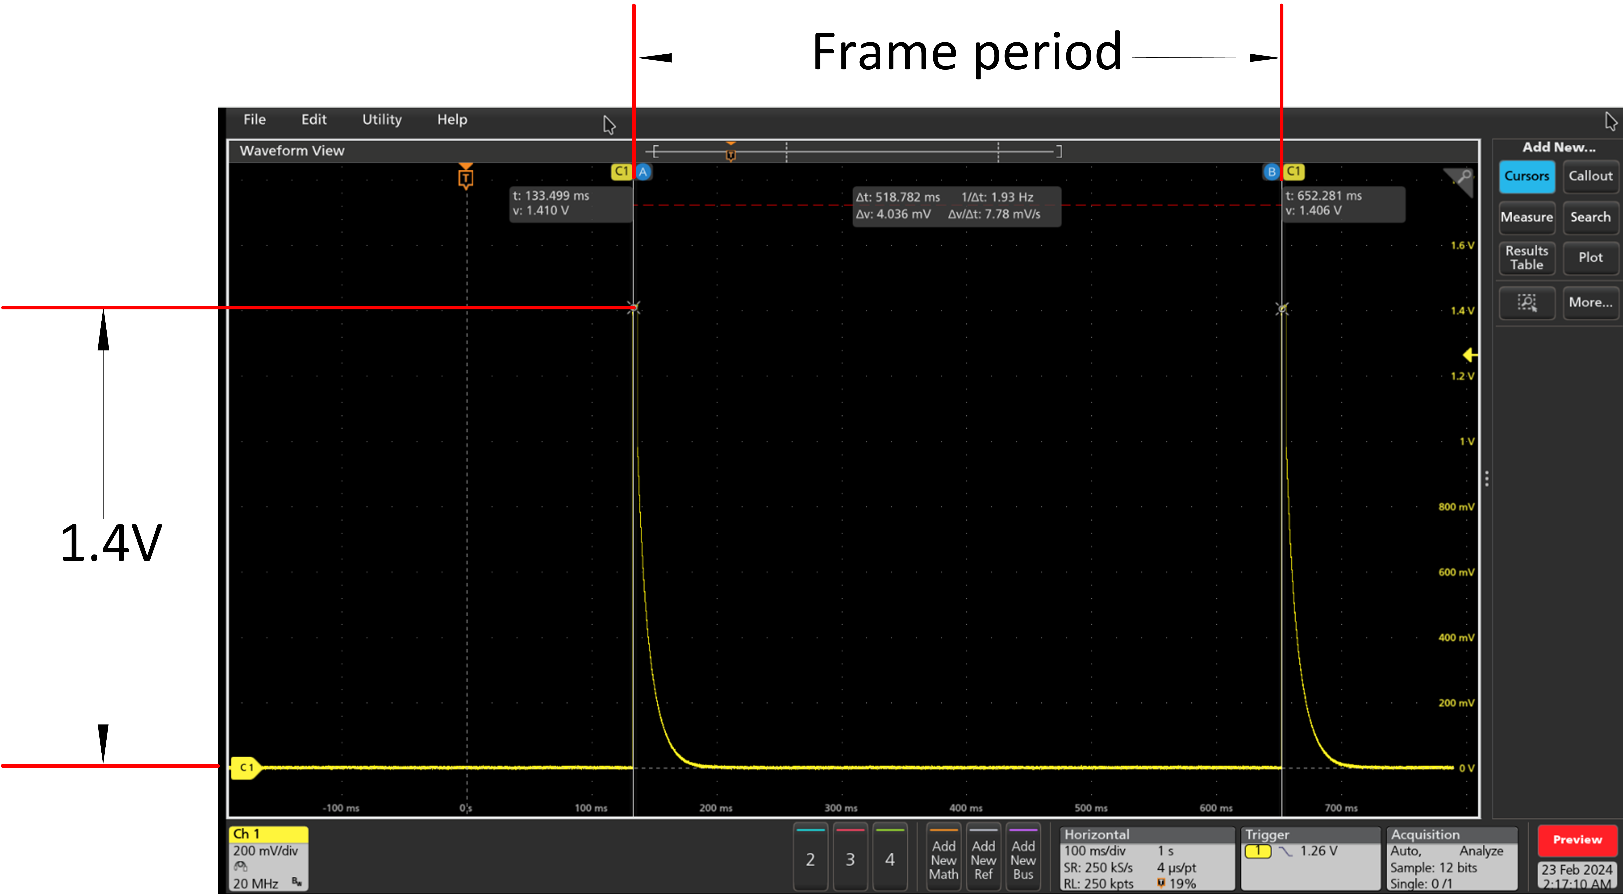 Frame period
File Edit Utility Help
Waveform View
Add New...
Cursors Callout
Measure Search
Results Table Plot
More...
T
C1 A
B C1
t: 133.499 ms
v: 1.410 V
Δt: 518.782 ms 1/Δt: 1.93 Hz
Δv: 4.036 mV Δv/Δt: 7.78 mV/s
t: 652.281 ms
v: 1.406 V
1.6 V
1.4 V
1.2 V
1 V
800 mV
600 mV
400 mV
200 mV
0 V
1.4V
C1
-100 ms 0 s 100 ms 200 ms 300 ms 400 ms 500 ms 600 ms 700 ms
Ch 1
200 mV/div
20 MHz Bw
2 3 4
Add New Math
Add New Ref
Add New Bus
Horizontal
100 ms/div 1 s
SR: 250 kS/s 4 µs/pt
RL: 250 kpts T 19%
Trigger
1 1.26 V
Acquisition
Auto, Analyze
Sample: 12 bits
Single: 0 /1
Preview
23 Feb 2024
2:17:10 AM